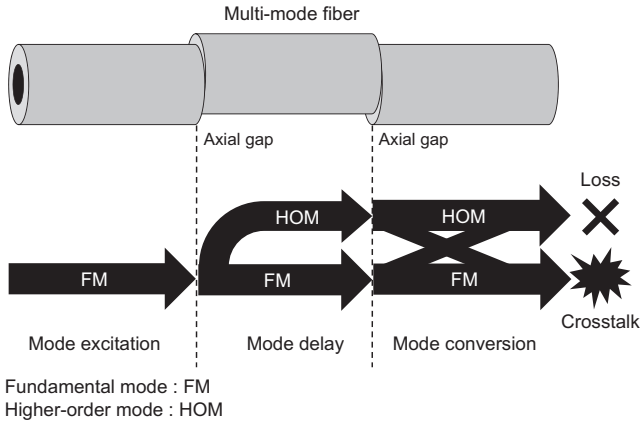 Multi-mode fiber
Axial gap
Axial gap
Loss
HOM
HOM
FM
FM
FM
Crosstalk
Mode excitation
Mode delay
Mode conversion
Fundamental mode : FM
Higher-order mode : HOM